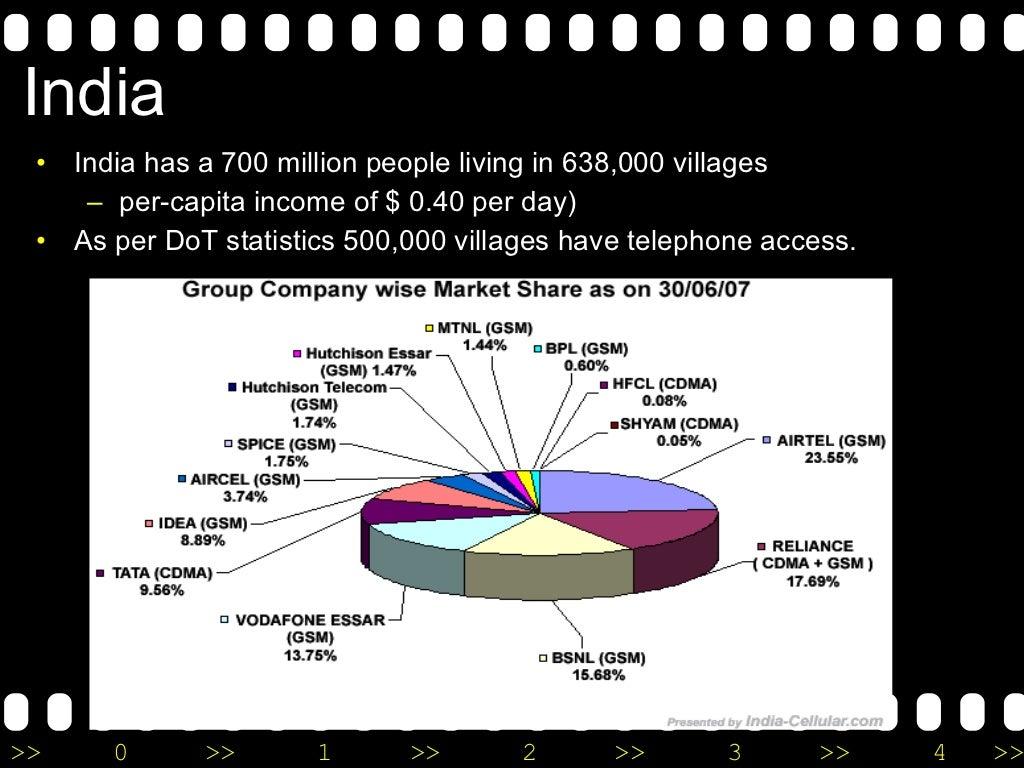 India
• India has a 700 million people living in 638,000 villages
– per-capita income of $ 0.40 per day)
• As per DoT statistics 500,000 villages have telephone access.
Group Company wise Market Share as on 30/06/07
MTNL (GSM)
1.44%
BPL (GSM)
0.60%
Hutchison Essar
(GSM) 1.47%
HFCL (CDMA)
0.08%
Hutchison Telecom
(GSM)
1.74%
SHYAM (CDMA)
0.05%
AIRTEL (GSM)
23.55%
SPICE (GSM)
1.75%
AIRCEL (GSM)
3.74%
IDEA (GSM)
8.89%
RELIANCE
( CDMA + GSM )
17.69%
TATA (CDMA)
9.56%
VODAFONE ESSAR
(GSM)
13.75%
BSNL (GSM)
15.68%
Presented by India-Cellular.com
>> 0 >> 1 >> 2 >> 3 >> 4 >>